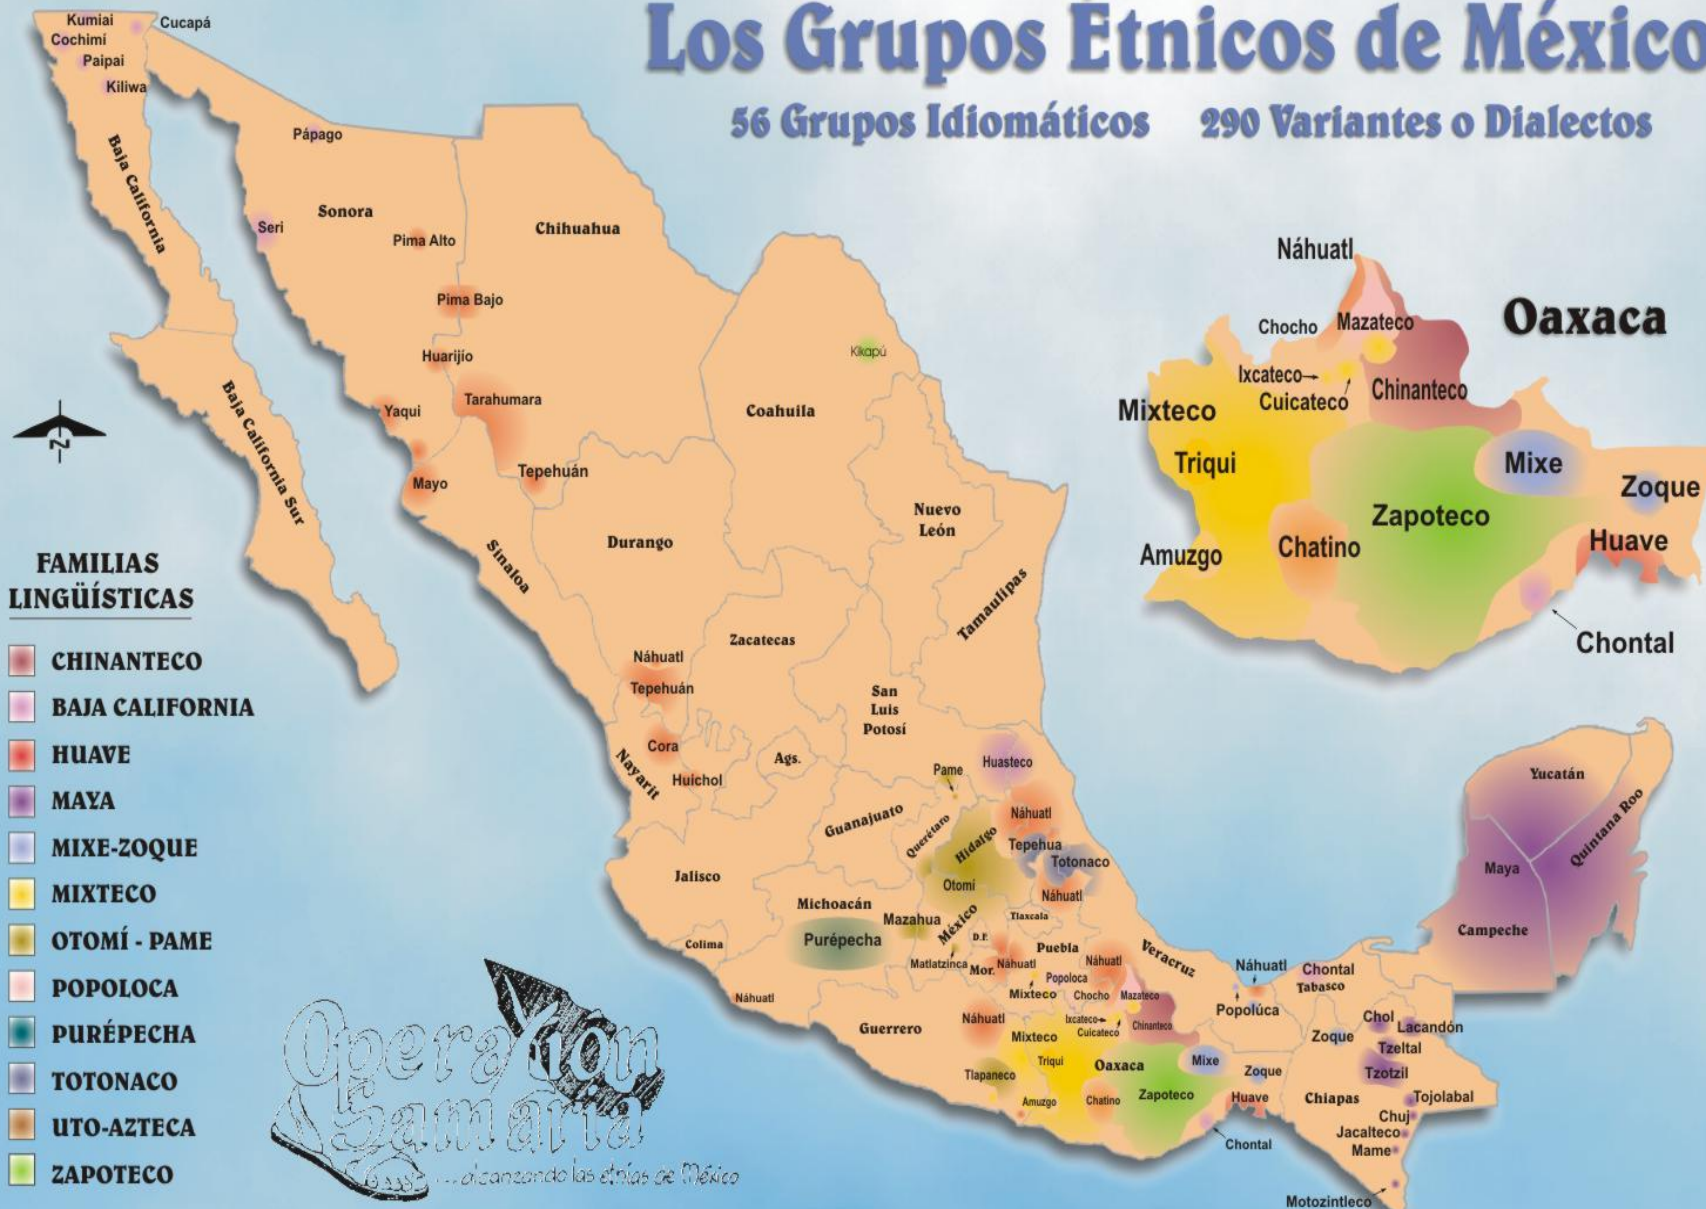 Los Grupos Étnicos de México
56 Grupos Idiomáticos 290 Variantes o Dialectos
Kumiai
Cucapá
Cochimí
Paipai
Kiliwa
Baja California
Baja California Sur
Pápago
Sonora
Seri
Pima Alto
Chihuahua
Pima Bajo
Huarijío
Yaqui
Tarahumara
Mayo
Tepehuán
Kikapú
Coahuila
Nuevo
León
Durango
Sinaloa
Tamaulipas
Zacatecas
Náhuatl
Tepehuán
San
Luis
Potosí
Cora
Nayarit
Huichol
Ags.
Pame
Huasteco
Guanajuato
Querétaro
Hidalgo
Náhuatl
Tepehua
Totonaco
Otomí
Náhuatl
Jalisco
Michoacán
Mazahua
México
Tlaxcala
Colima
Purépecha
D.F.
Puebla
Veracruz
Matlatzinca
Mor.
Náhuatl
Náhuatl
Popoloca
Mixteco
Chocho
Mazateco
Náhuatl
Guerrero
Náhuatl
Ixcateco
Cuicateco
Chinanteco
Mixteco
Triqui
Oaxaca
Mixe
Tlapaneco
Zapoteco
Zoque
Amuzgo
Chatino
Huave
Chontal
Náhuatl
Popolúca
Chontal
Tabasco
Zoque
Chol
Lacandón
Tzeltal
Tzotzil
Chiapas
Tojolabal
Chuj
Jacalteco
Mame
Motozintleco
Yucatán
Quintana Roo
Maya
Campeche
Oaxaca
Náhuatl
Chocho
Mazateco
Ixcateco
Cuicateco
Chinanteco
Mixteco
Triqui
Mixe
Zoque
Zapoteco
Amuzgo
Chatino
Huave
Chontal
N
FAMILIAS
LINGÜÍSTICAS
CHINANTECO
BAJA CALIFORNIA
HUAVE
MAYA
MIXE-ZOQUE
MIXTECO
OTOMÍ - PAME
POPOLOCA
PURÉPECHA
TOTONACO
UTO-AZTECA
ZAPOTECO
OperaXión
Samaria
...alcanzando las étnias de México